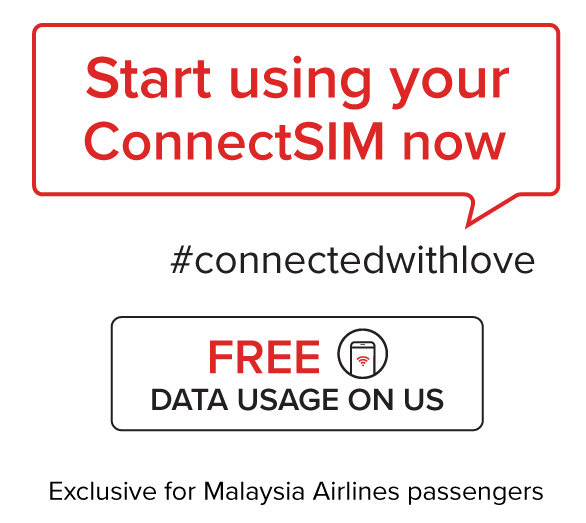 Start using your
ConnectSIM now
#connectedwithlove
FREE
DATA USAGE ON US
Exclusive for Malaysia Airlines passengers